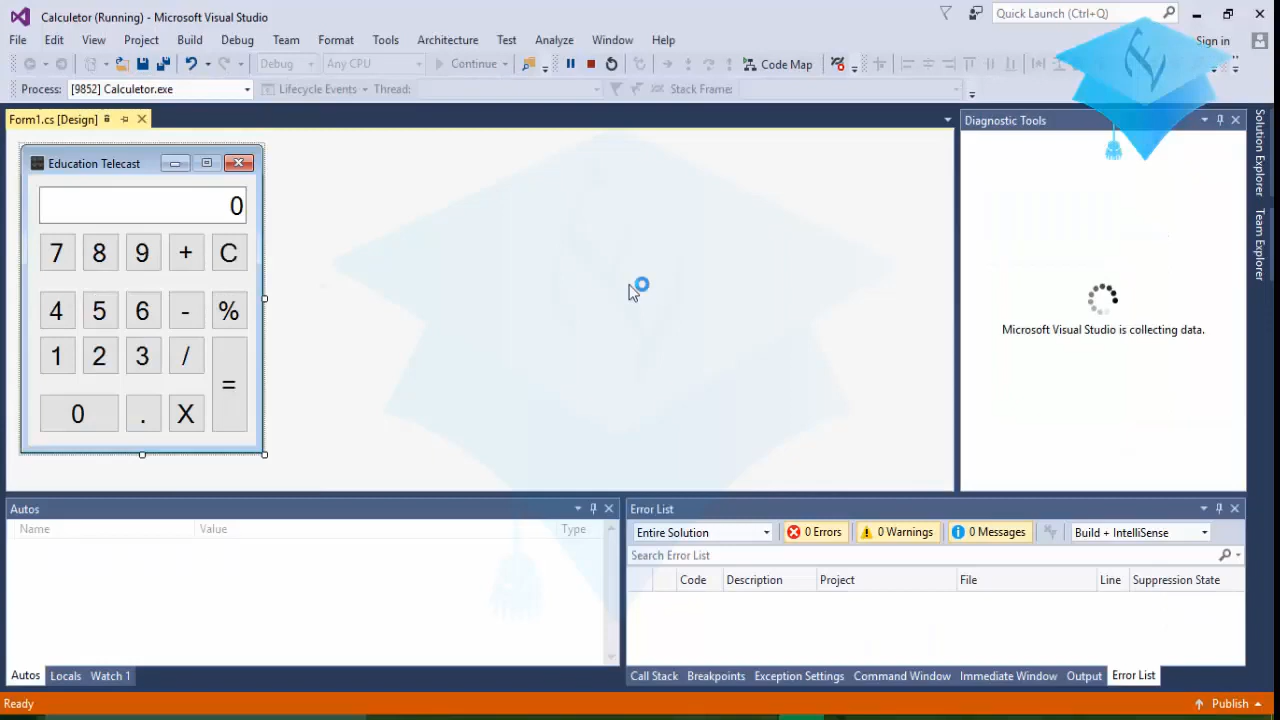 Calculetor (Running) - Microsoft Visual Studio
Quick Launch (Ctrl+Q)
File Edit View Project Build Debug Team Format Tools Architecture Test Analyze Window Help
Sign in
Debug Any CPU Continue Code Map
Process: [9852] Calculetor.exe Lifecycle Events Thread: Stack Frame:
Form1.cs [Design]
Diagnostic Tools
Solution Explorer
Team Explorer
Education Telecast
0
7 8 9 + C
4 5 6 - %
1 2 3 /
=
0 . X
Microsoft Visual Studio is collecting data.
Autos
Name Value Type
Autos Locals Watch 1
Error List
Entire Solution 0 Errors 0 Warnings 0 Messages Build + IntelliSense
Search Error List
Code Description Project File Line Suppression State
Call Stack Breakpoints Exception Settings Command Window Immediate Window Output Error List
Ready
Publish